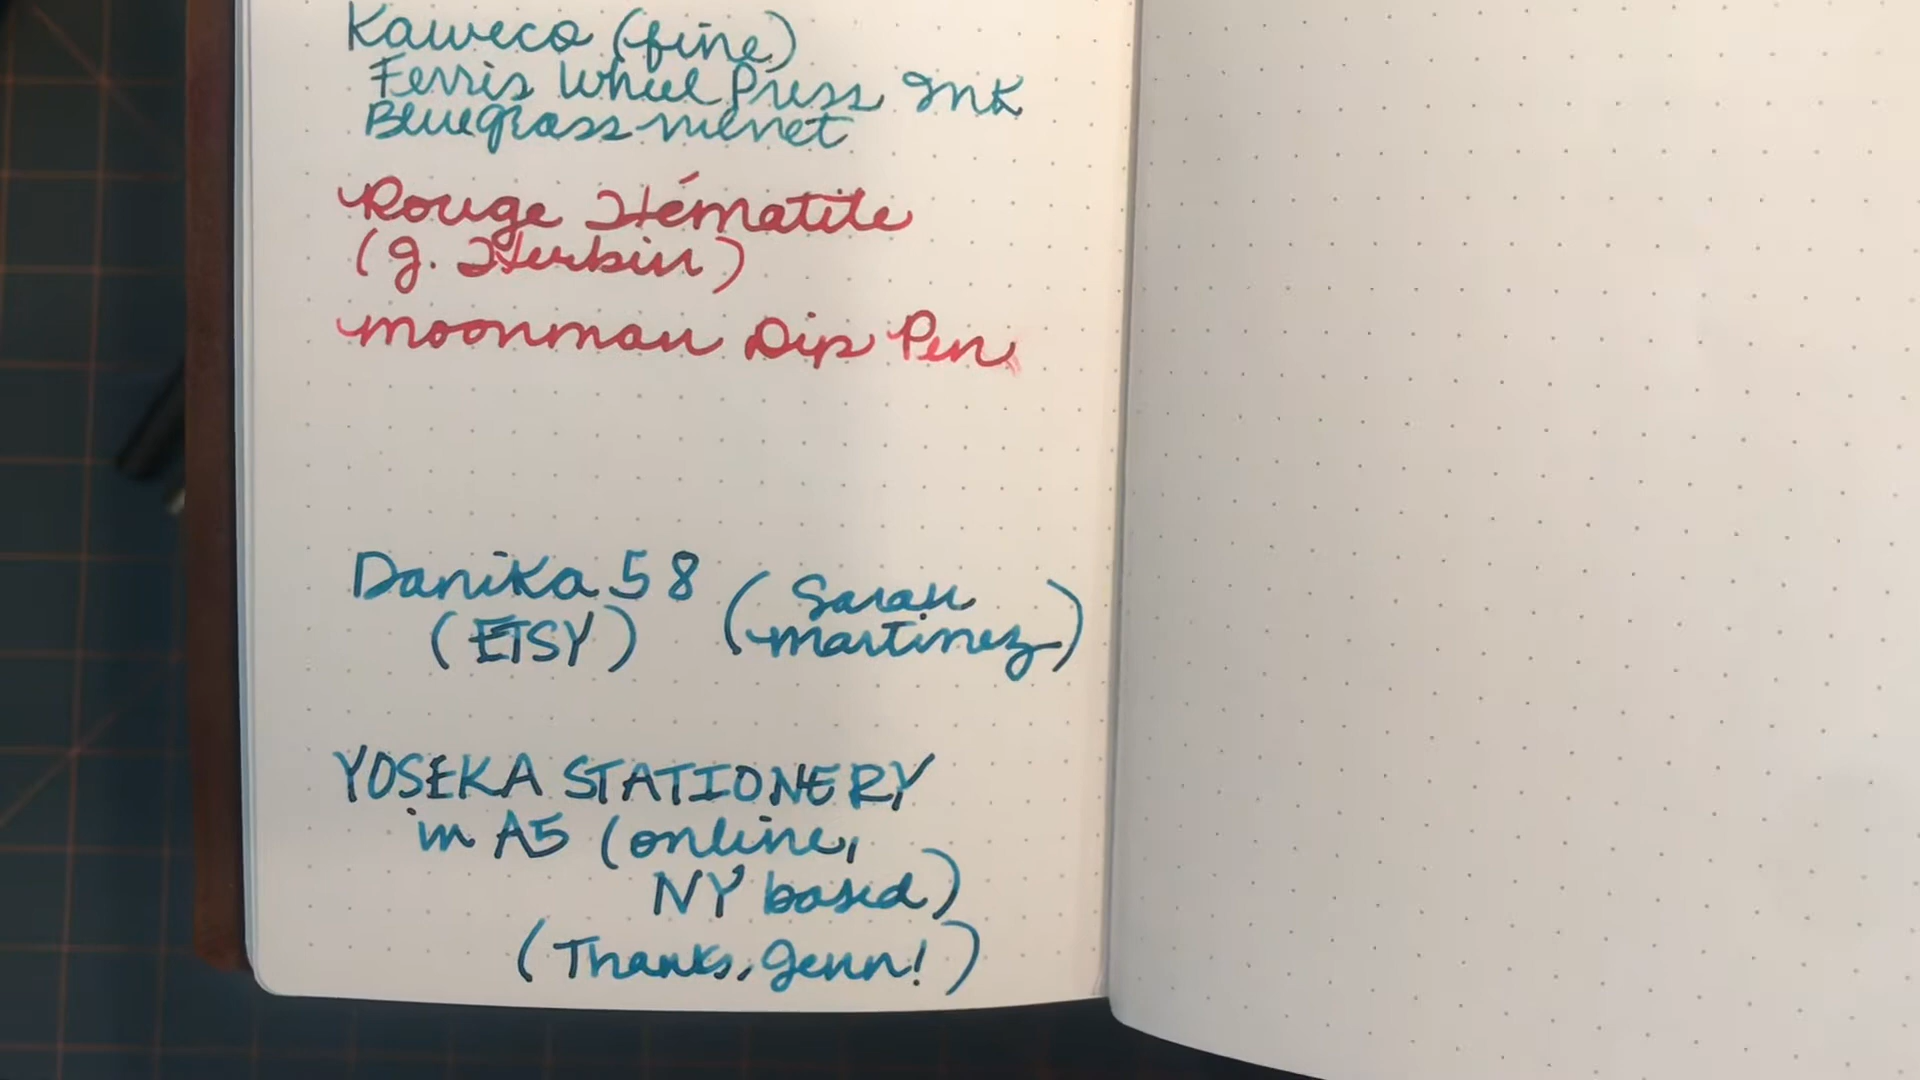 Kaweco (fine)
Ferris Wheel Press Ink
Bluegrass Velvet
Rouge Hématite
(J. Herbin)
Moonman Dip Pen
Danika 58 (Sarah
(ETSY) Martinez)
YOSEKA STATIONERY
in A5 (online,
NY based)
(Thanks, Jenn!)